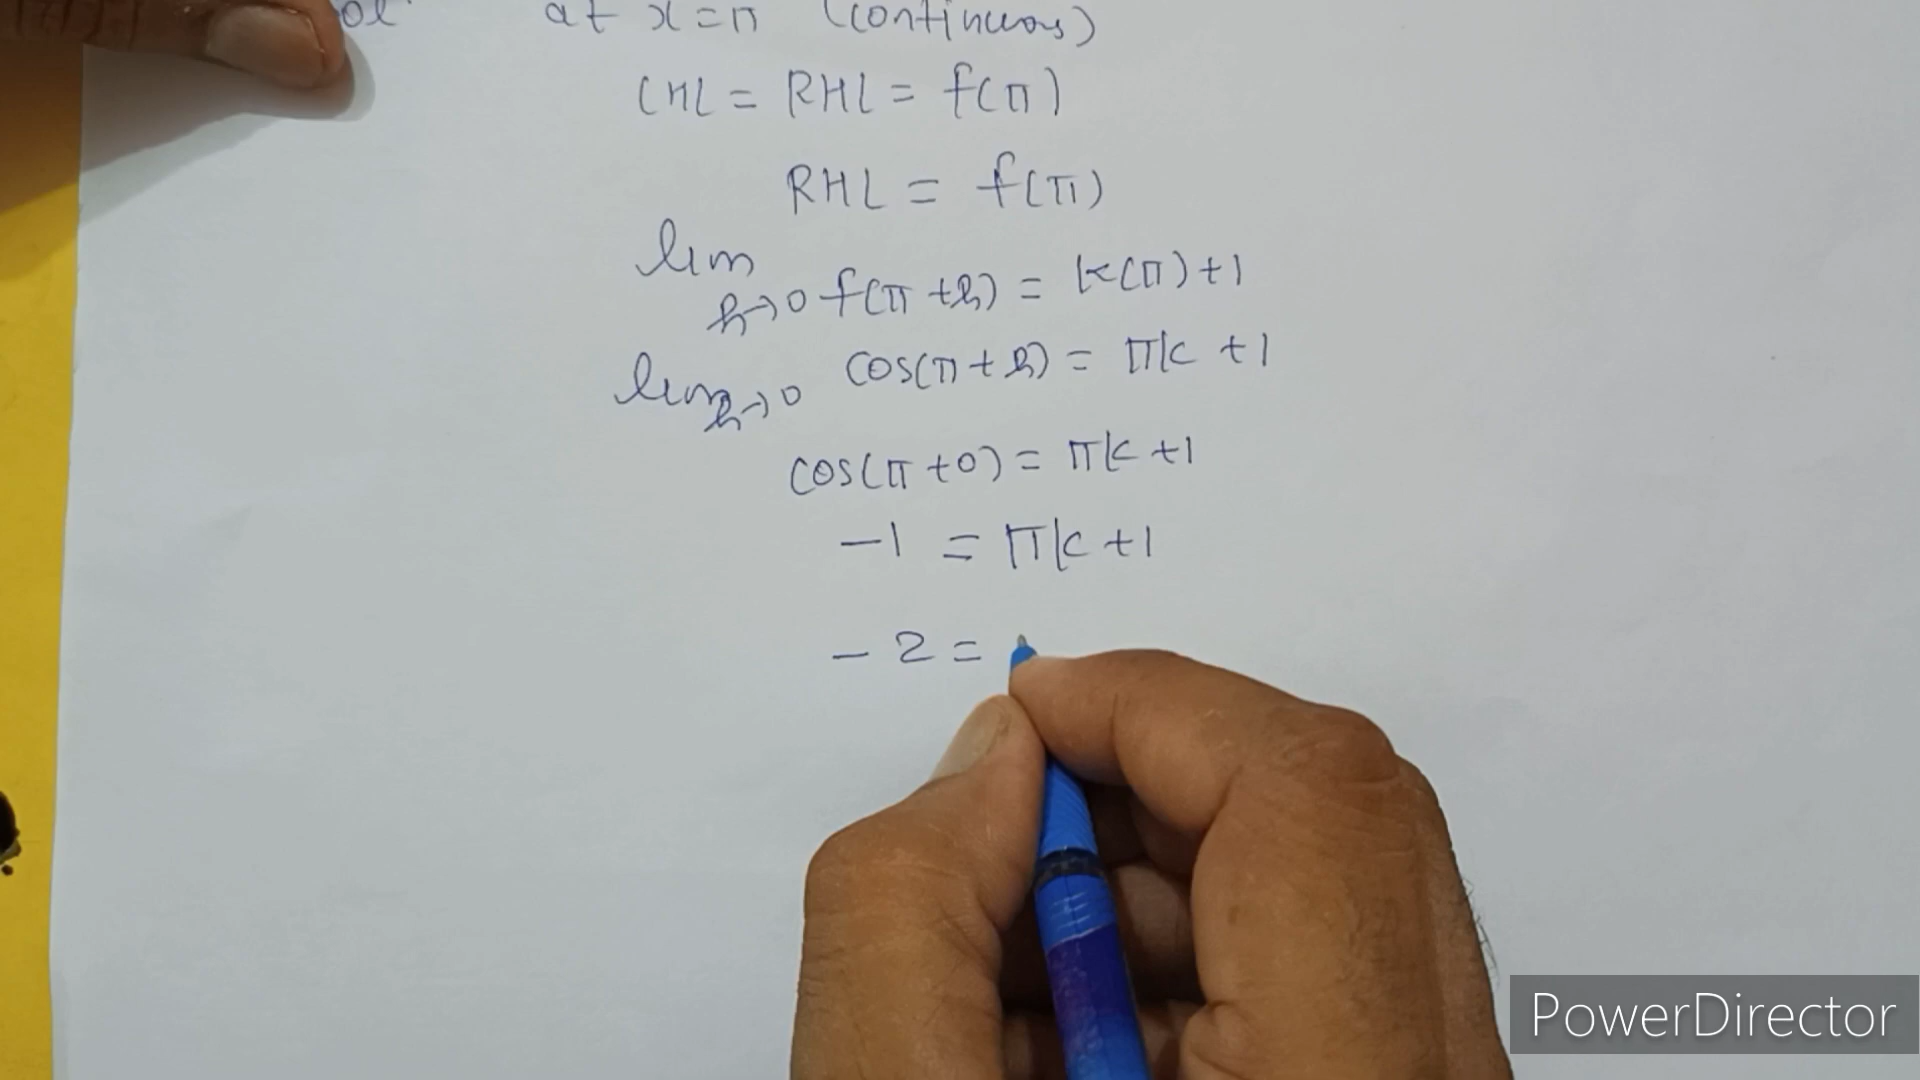 at x=π (continuous)
LHL = RHL = f(π)
RHL = f(π)
lim h→0 f(π+h) = k(π)+1
lim h→0 cos(π+h) = πk +1
cos(π+0) = πk +1
-1 = πk +1
- 2 =
PowerDirector